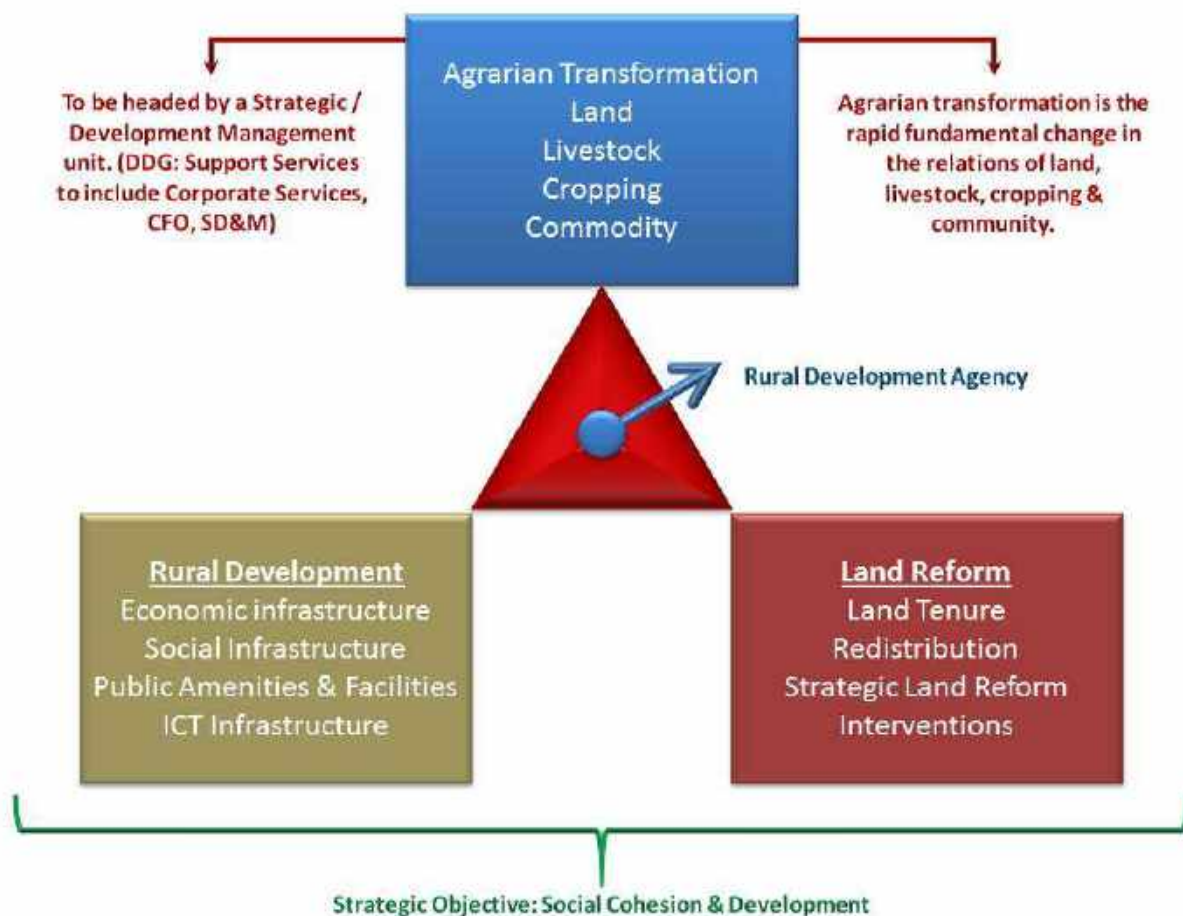 Agrarian Transformation
Land
Livestock
Cropping
Commodity
To be headed by a Strategic /
Development Management
unit. (DDG: Support Services
to include Corporate Services,
CFO, SD&M)
Agrarian transformation is the
rapid fundamental change in
the relations of land,
livestock, cropping &
community.
Rural Development Agency
Rural Development
Economic infrastructure
Social Infrastructure
Public Amenities & Facilities
ICT Infrastructure
Land Reform
Land Tenure
Redistribution
Strategic Land Reform
Interventions
Strategic Objective: Social Cohesion & Development